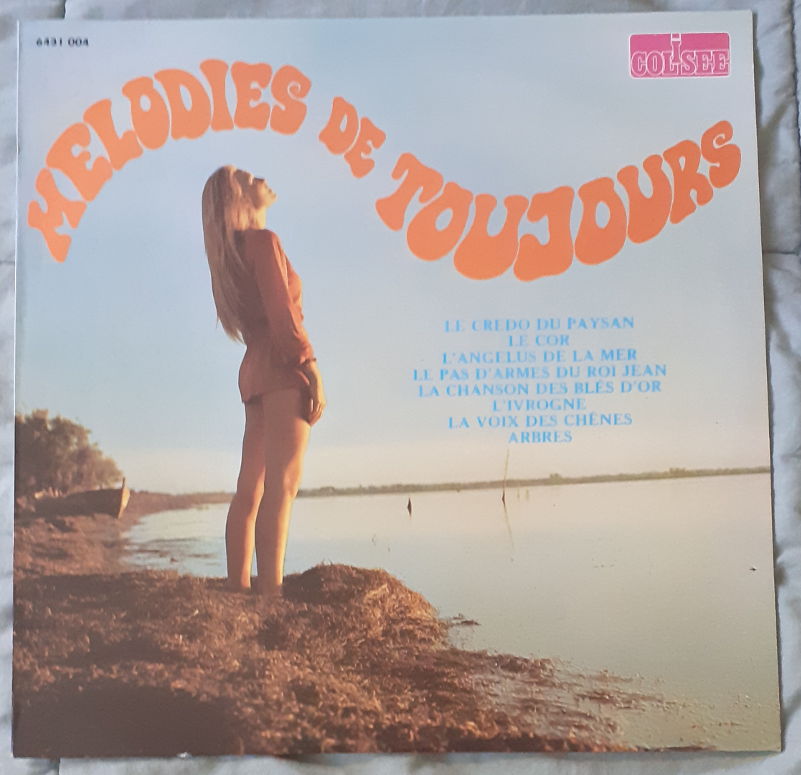 6431 004
COLISEE
MELODIES DE TOUJOURS
LE CREDO DU PAYSAN
LE COR
L'ANGELUS DE LA MER
LE PAS D'ARMES DU ROI JEAN
LA CHANSON DES BLÉS D'OR
L'IVROGNE
LA VOIX DES CHÊNES
ARBRES